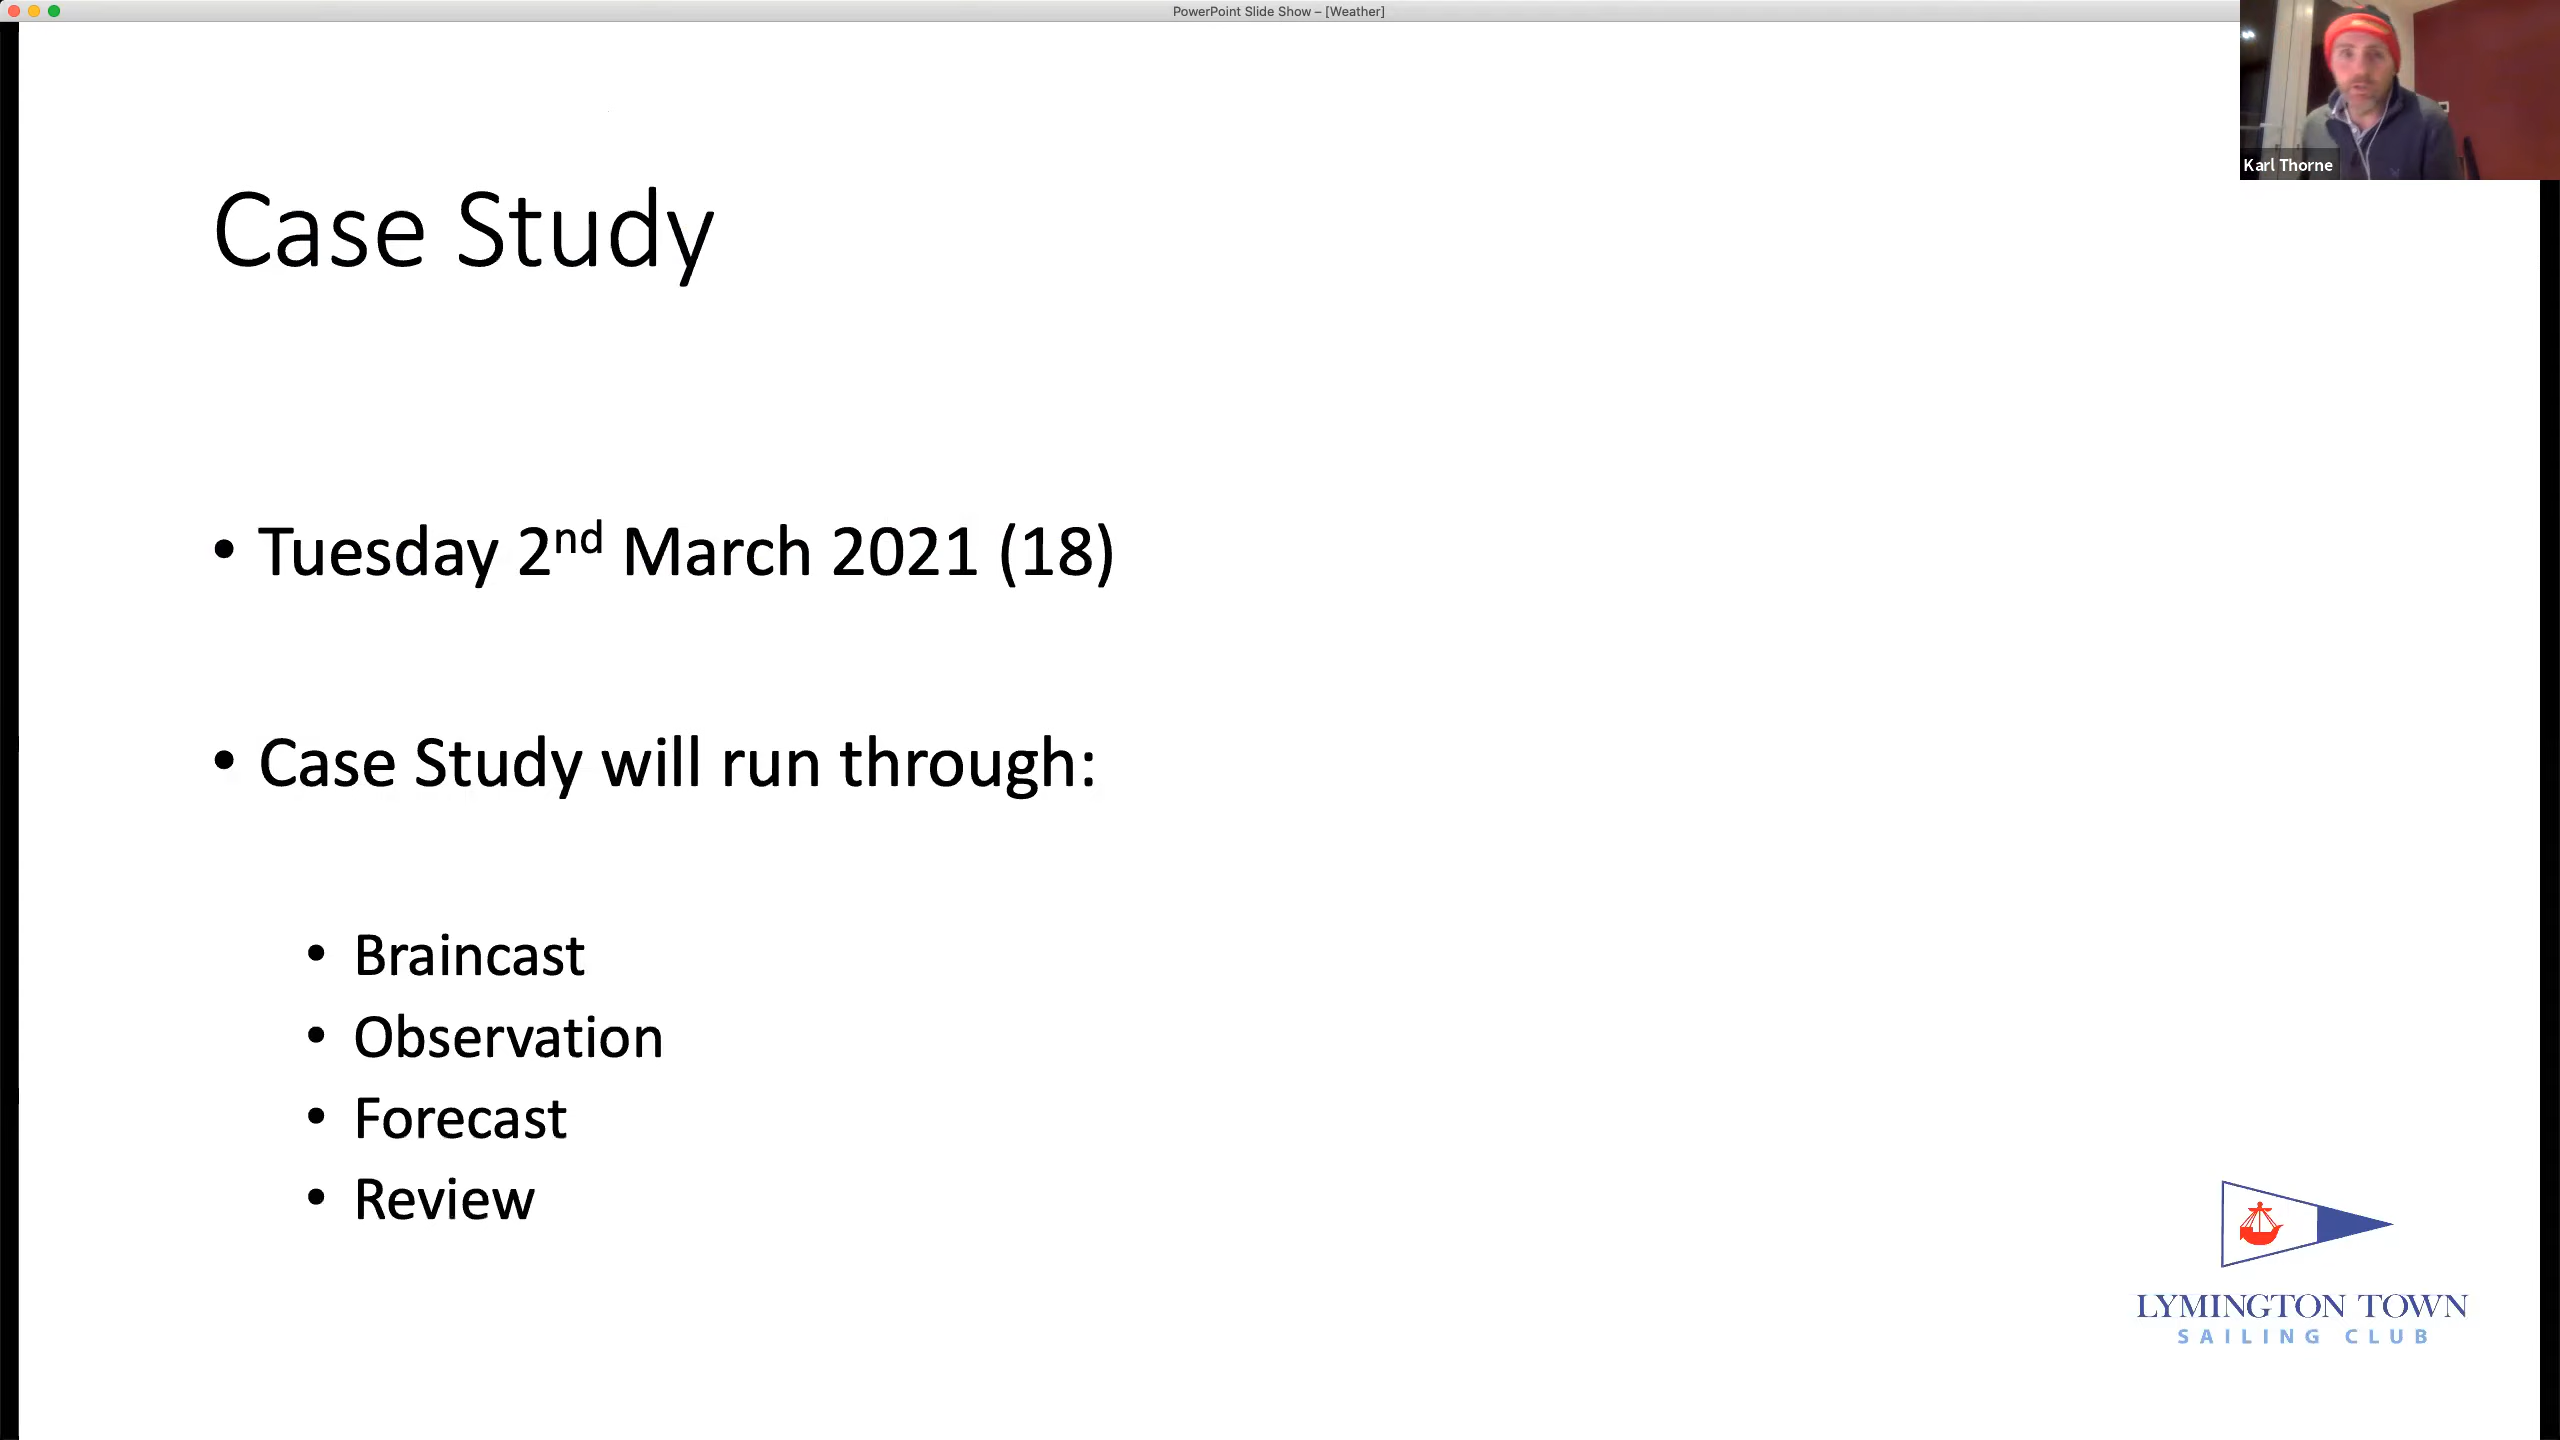 PowerPoint Slide Show – [Weather]
Karl Thorne
Case Study
• Tuesday 2nd March 2021 (18)
• Case Study will run through:
• Braincast
• Observation
• Forecast
• Review
LYMINGTON TOWN
SAILING CLUB